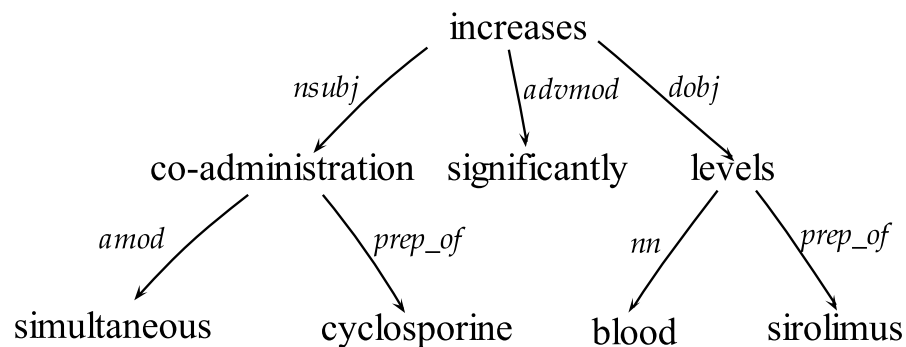 increases
nsubj advmod dobj
co-administration significantly levels
amod prep_of nn prep_of
simultaneous cyclosporine blood sirolimus